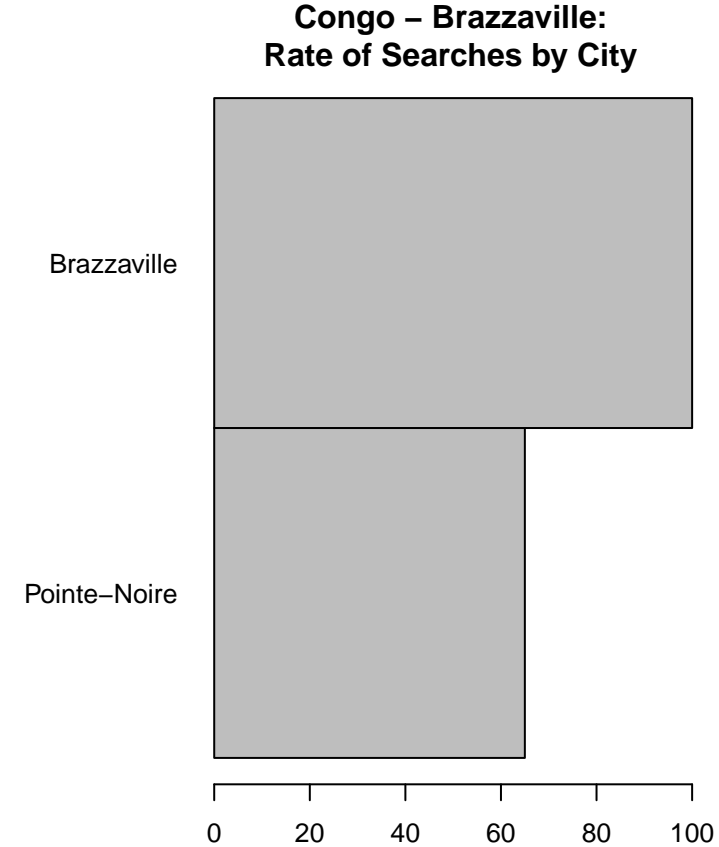 Congo – Brazzaville:
Rate of Searches by City
Brazzaville
Pointe−Noire
0 20 40 60 80 100